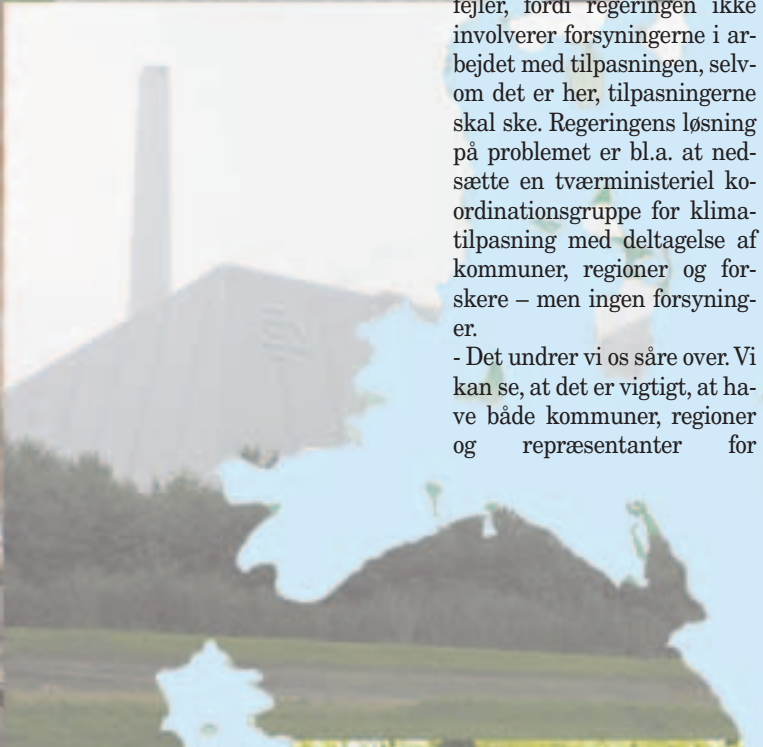 fejler, fordi regeringen ikke
involverer forsyningerne i ar-
bejdet med tilpasningen, selv-
om det er her, tilpasningerne
skal ske. Regeringens løsning
på problemet er bl.a. at ned-
sætte en tværministeriel ko-
ordinationsgruppe for klima-
tilpasning med deltagelse af
kommuner, regioner og for-
skere – men ingen forsyning-
er.
- Det undrer vi os såre over. Vi
kan se, at det er vigtigt, at ha-
ve både kommuner, regioner
og repræsentanter for